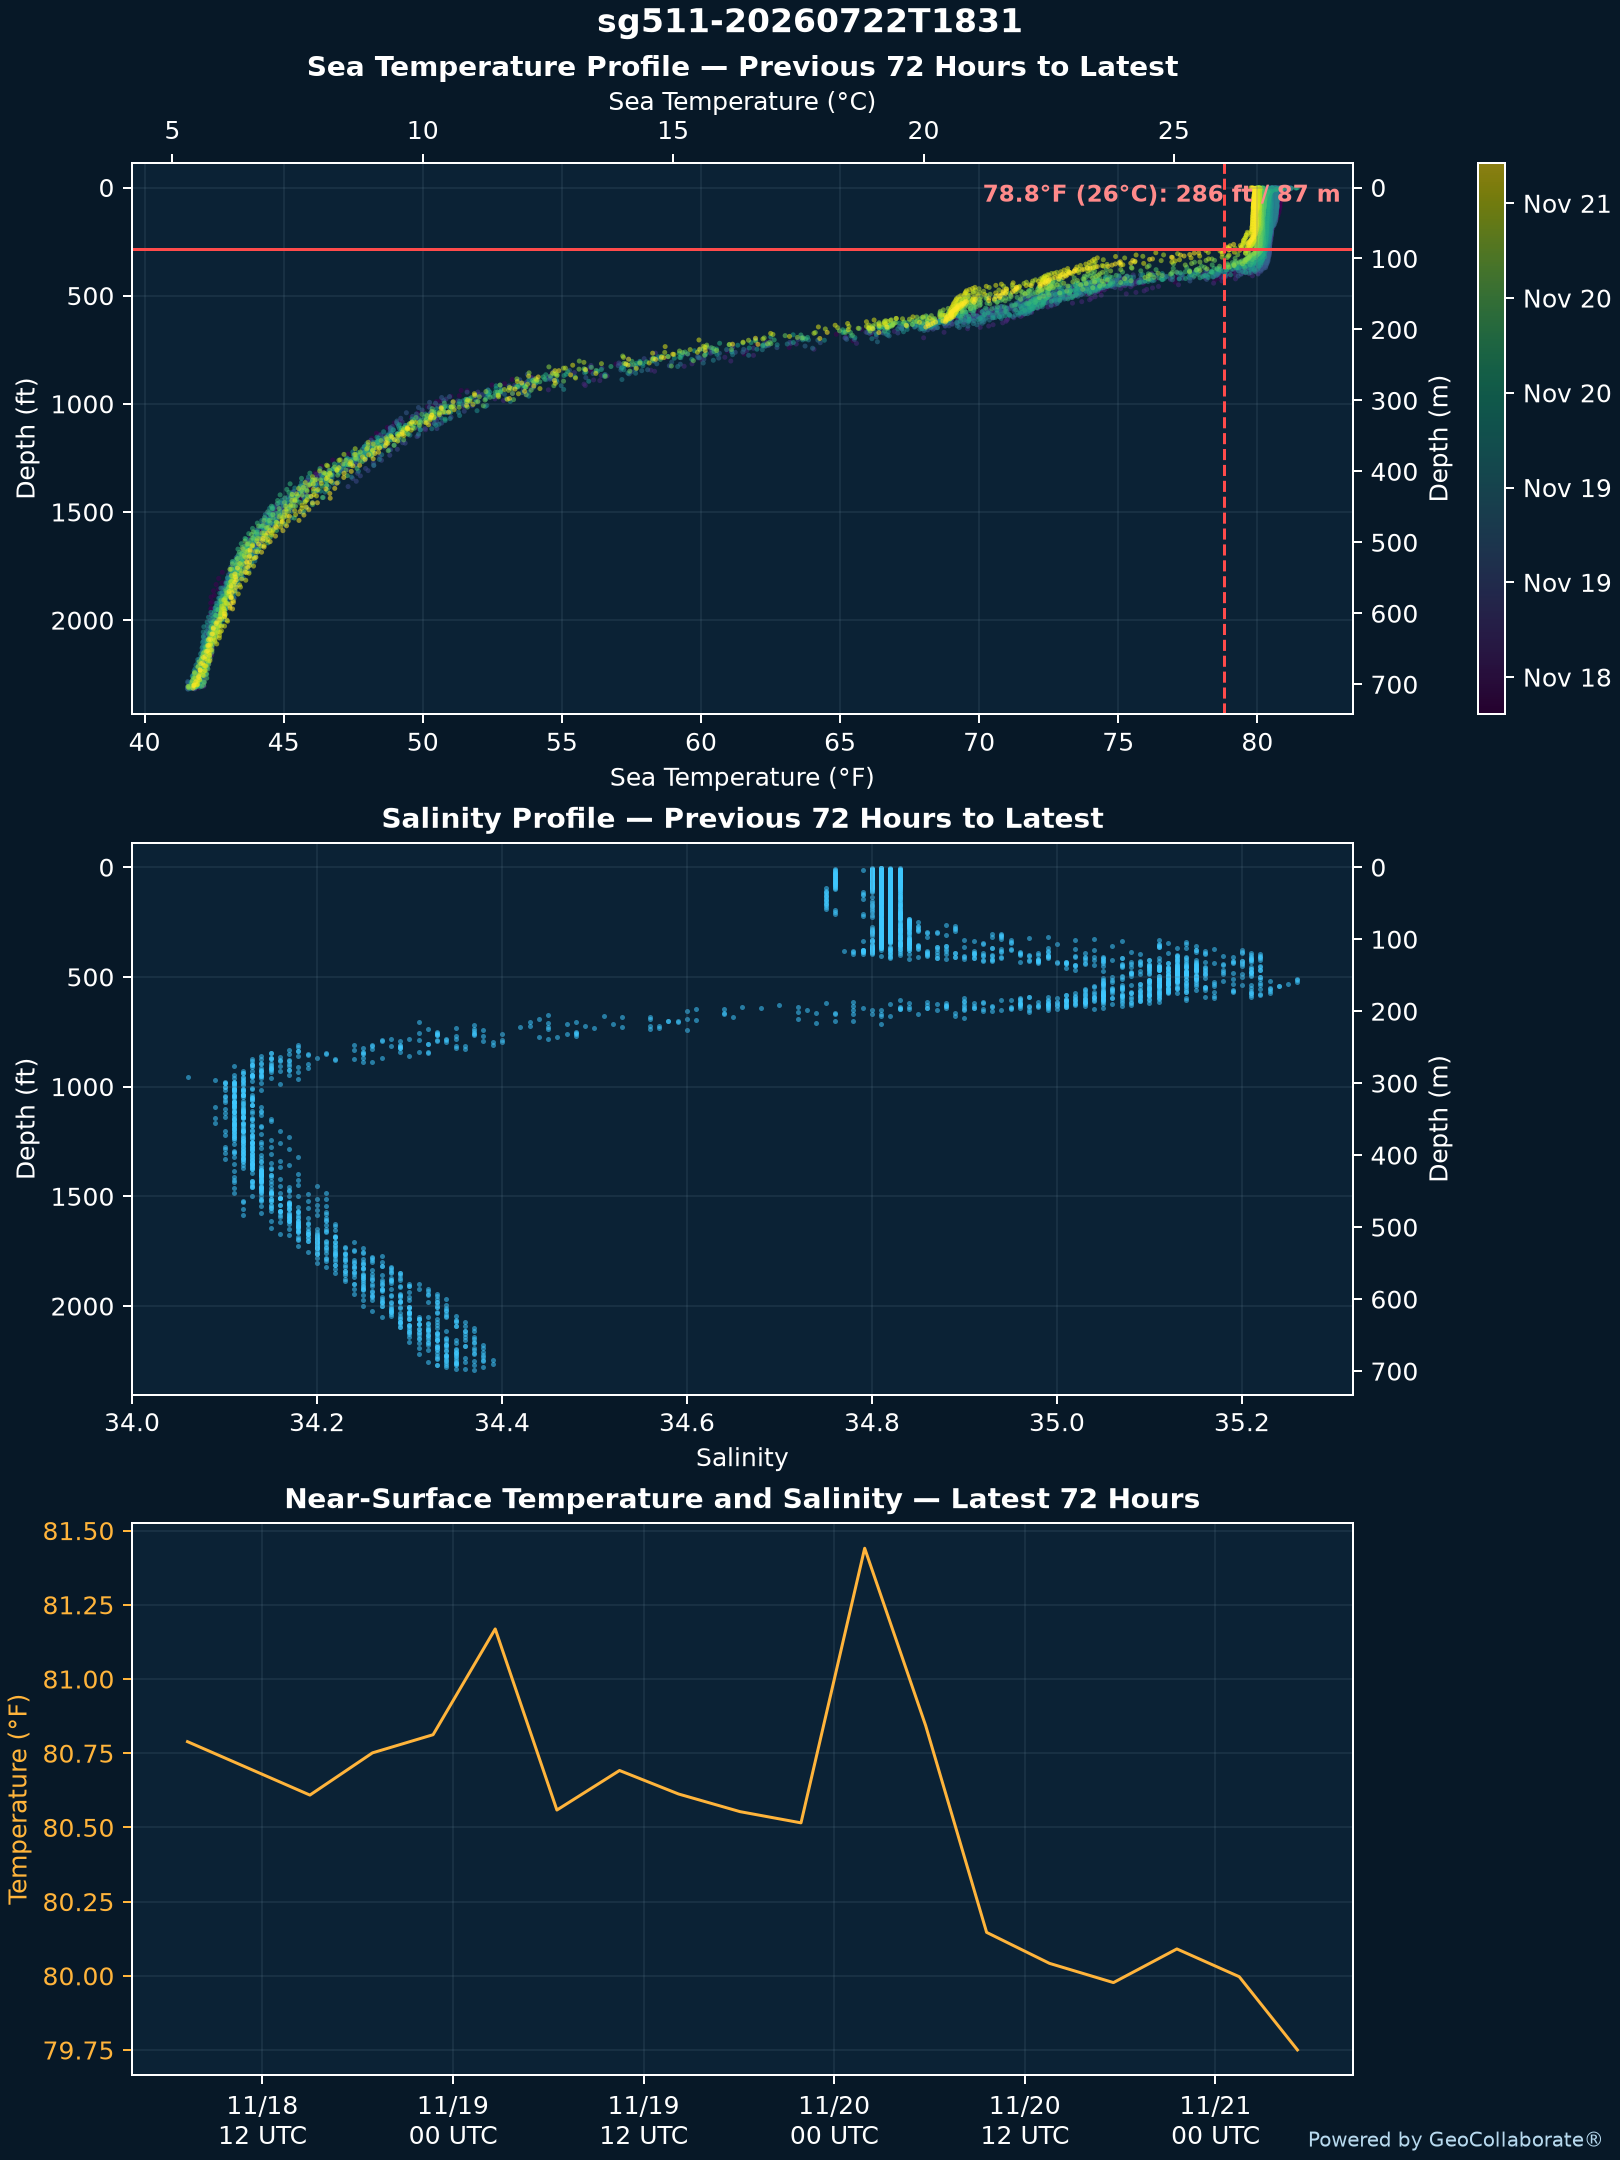 sg511-20260722T1831
Sea Temperature Profile — Previous 72 Hours to Latest
Sea Temperature (°C)
5 10 15 20 25
78.8°F (26°C): 286 ft / 87 m
0 500 1000 1500 2000
Depth (ft)
0 100 200 300 400 500 600 700
Depth (m)
Nov 21
Nov 20
Nov 20
Nov 19
Nov 19
Nov 18
40 45 50 55 60 65 70 75 80
Sea Temperature (°F)
Salinity Profile — Previous 72 Hours to Latest
0 500 1000 1500 2000
Depth (ft)
0 100 200 300 400 500 600 700
Depth (m)
34.0 34.2 34.4 34.6 34.8 35.0 35.2
Salinity
Near-Surface Temperature and Salinity — Latest 72 Hours
81.50
81.25
81.00
80.75
80.50
80.25
80.00
79.75
Temperature (°F)
11/18 11/19 11/19 11/20 11/20 11/21
12 UTC 00 UTC 12 UTC 00 UTC 12 UTC 00 UTC
Powered by GeoCollaborate®